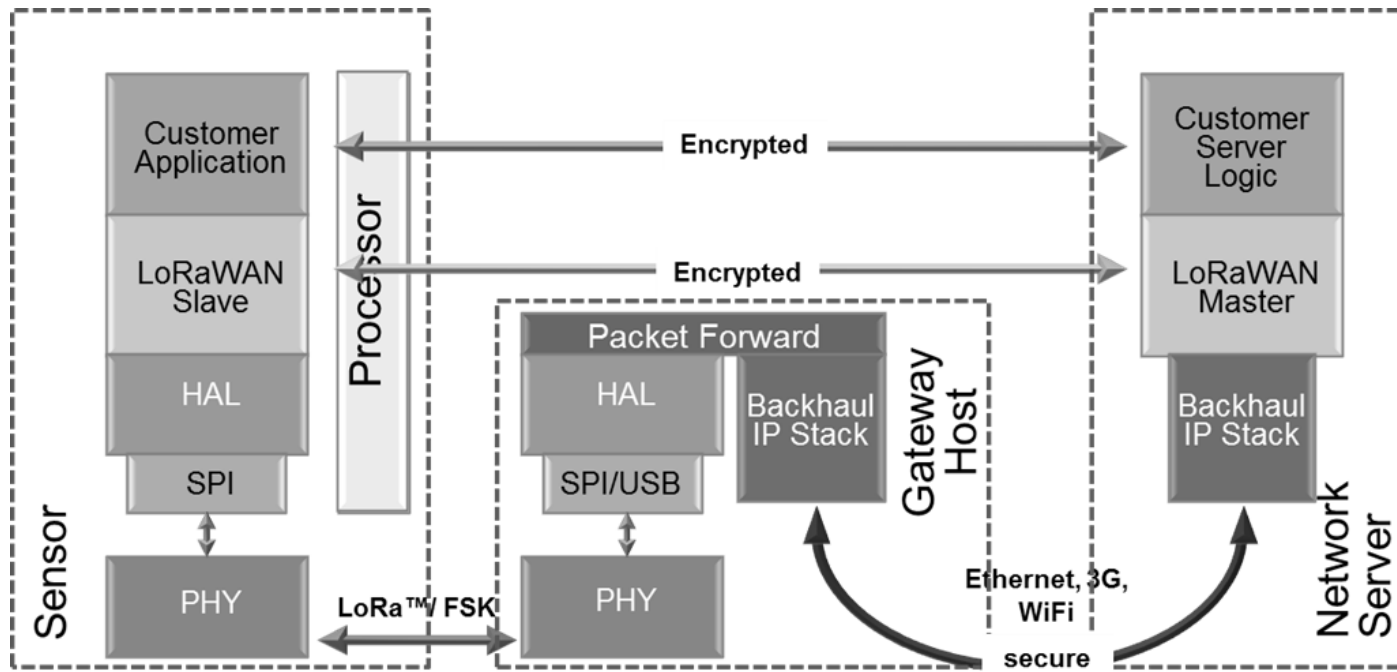 Customer
Application
LoRaWAN
Slave
HAL
SPI
PHY
Sensor
Processor
Encrypted
Encrypted
LoRa™/ FSK
Packet Forward
HAL
SPI/USB
PHY
Backhaul
IP Stack
Gateway
Host
Ethernet, 3G,
WiFi
secure
Customer
Server
Logic
LoRaWAN
Master
Backhaul
IP Stack
Network
Server